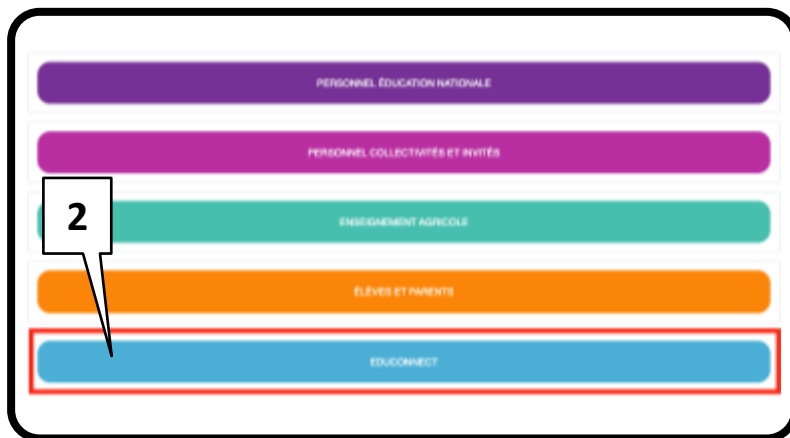 PERSONNEL ÉDUCATION NATIONALE
PERSONNEL COLLECTIVITÉS ET INVITÉS
2
ENSEIGNEMENT AGRICOLE
ÉLÈVES ET PARENTS
EDUCONNECT